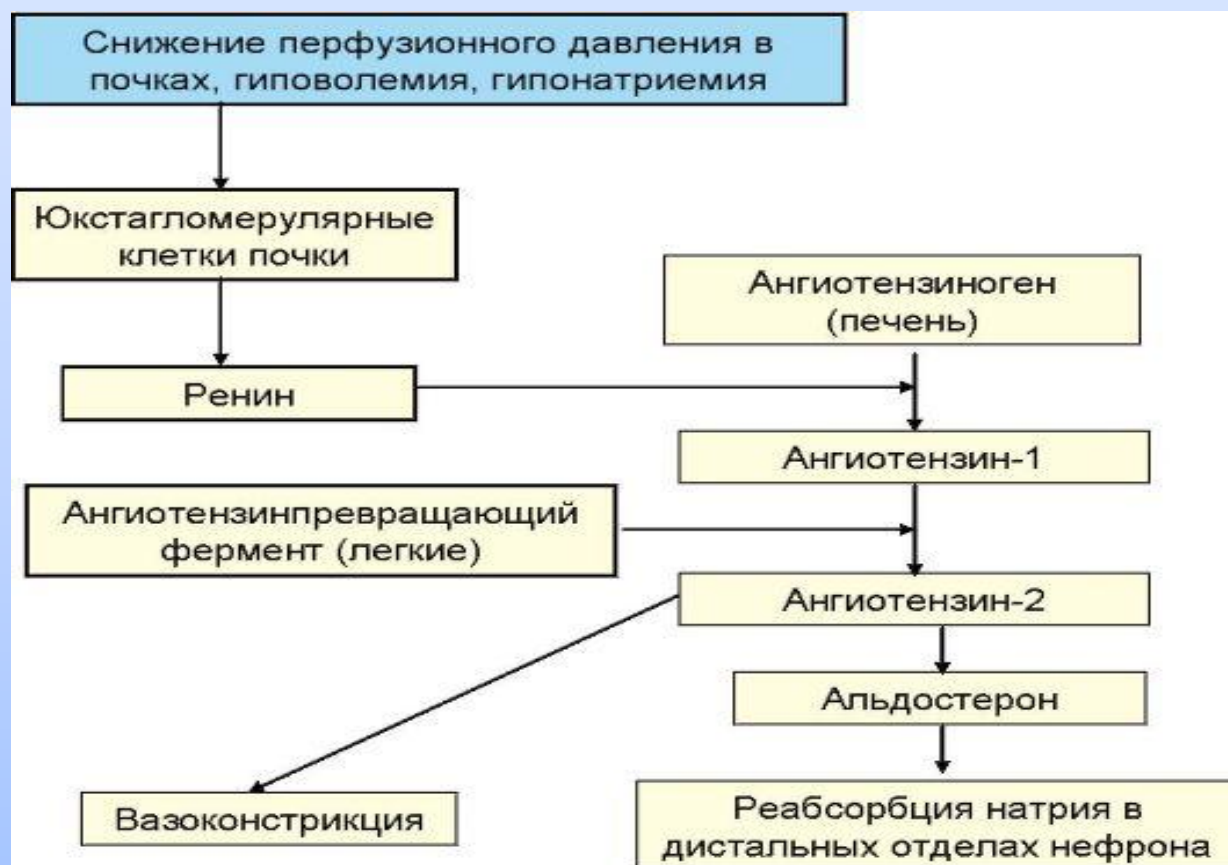 Снижение перфузионного давления в
почках, гиповолемия, гипонатриемия
Юкстагломерулярные
клетки почки
Ангиотензиноген
(печень)
Ренин
Ангиотензин-1
Ангиотензинпревращающий
фермент (легкие)
Ангиотензин-2
Альдостерон
Вазоконстрикция
Реабсорбция натрия в
дистальных отделах нефрона